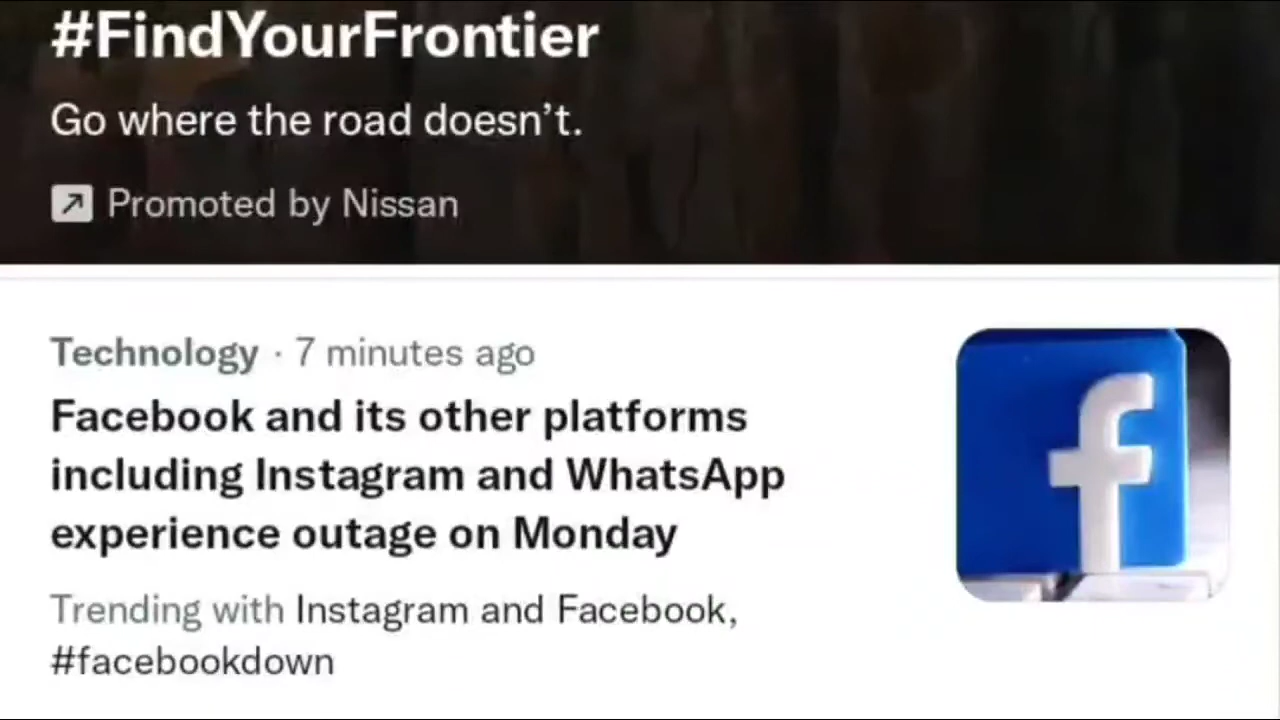 #FindYourFrontier
Go where the road doesn’t.
Promoted by Nissan
Technology · 7 minutes ago
Facebook and its other platforms
including Instagram and WhatsApp
experience outage on Monday
Trending with Instagram and Facebook,
#facebookdown